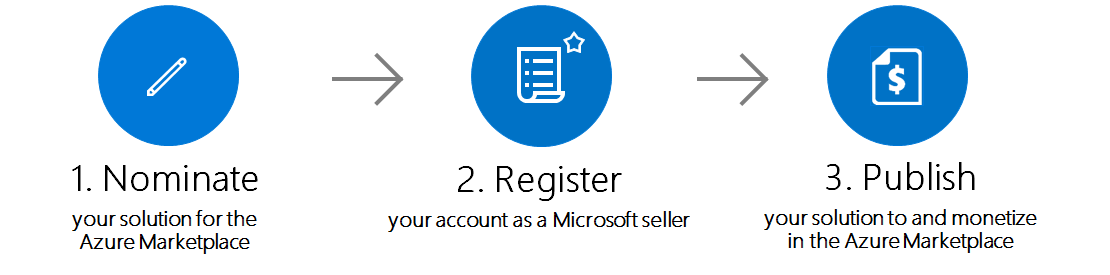 1. Nominate
your solution for the
Azure Marketplace
2. Register
your account as a Microsoft seller
$
3. Publish
your solution to and monetize
in the Azure Marketplace